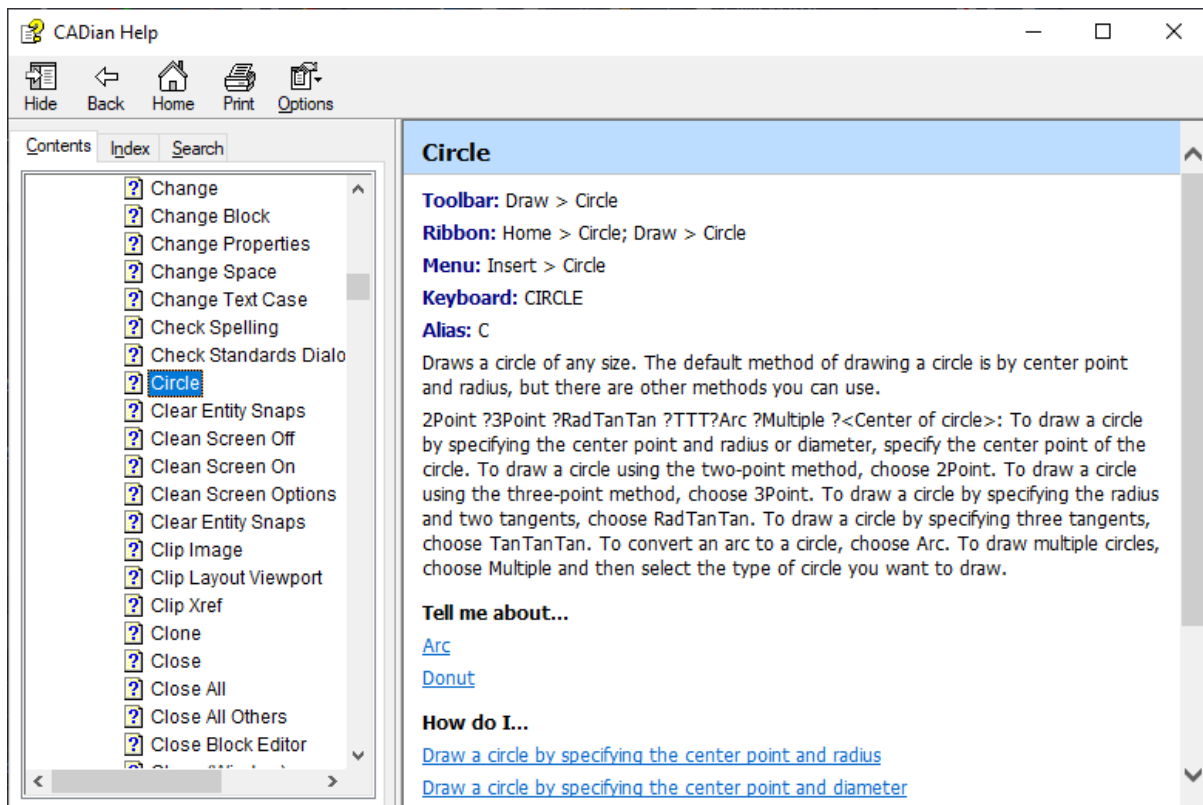 CADian Help
Hide Back Home Print Options
Contents Index Search
Change
Change Block
Change Properties
Change Space
Change Text Case
Check Spelling
Check Standards Dialo
Circle
Clear Entity Snaps
Clean Screen Off
Clean Screen On
Clean Screen Options
Clear Entity Snaps
Clip Image
Clip Layout Viewport
Clip Xref
Clone
Close
Close All
Close All Others
Close Block Editor
Circle
Toolbar: Draw > Circle
Ribbon: Home > Circle; Draw > Circle
Menu: Insert > Circle
Keyboard: CIRCLE
Alias: C
Draws a circle of any size. The default method of drawing a circle is by center point
and radius, but there are other methods you can use.
2Point ?3Point ?RadTanTan ?TTT?Arc ?Multiple ?<Center of circle>: To draw a circle
by specifying the center point and radius or diameter, specify the center point of the
circle. To draw a circle using the two-point method, choose 2Point. To draw a circle
using the three-point method, choose 3Point. To draw a circle by specifying the radius
and two tangents, choose RadTanTan. To draw a circle by specifying three tangents,
choose TanTanTan. To convert an arc to a circle, choose Arc. To draw multiple circles,
choose Multiple and then select the type of circle you want to draw.
Tell me about...
Arc
Donut
How do I...
Draw a circle by specifying the center point and radius
Draw a circle by specifying the center point and diameter